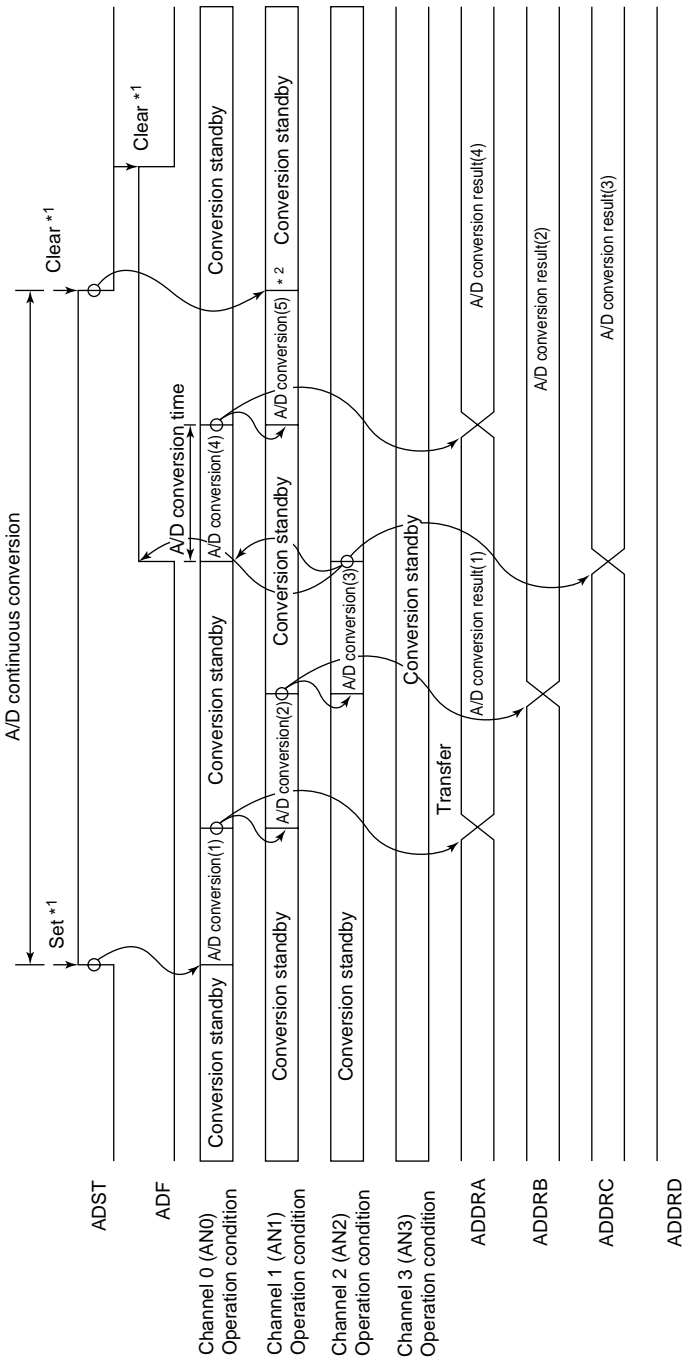 A/D continuous conversion
Set *1
Clear *1
Clear *1
ADST
ADF
A/D conversion time
Channel 0 (AN0)
Operation condition
Conversion standby
A/D conversion(1)
Conversion standby
A/D conversion(4)
Conversion standby
Channel 1 (AN1)
Operation condition
Conversion standby
A/D conversion(2)
Conversion standby
A/D conversion(5)
* 2
Conversion standby
Channel 2 (AN2)
Operation condition
Conversion standby
A/D conversion(3)
Channel 3 (AN3)
Operation condition
Conversion standby
Transfer
ADDRA
A/D conversion result(1)
A/D conversion result(4)
ADDRB
A/D conversion result(2)
ADDRC
A/D conversion result(3)
ADDRD